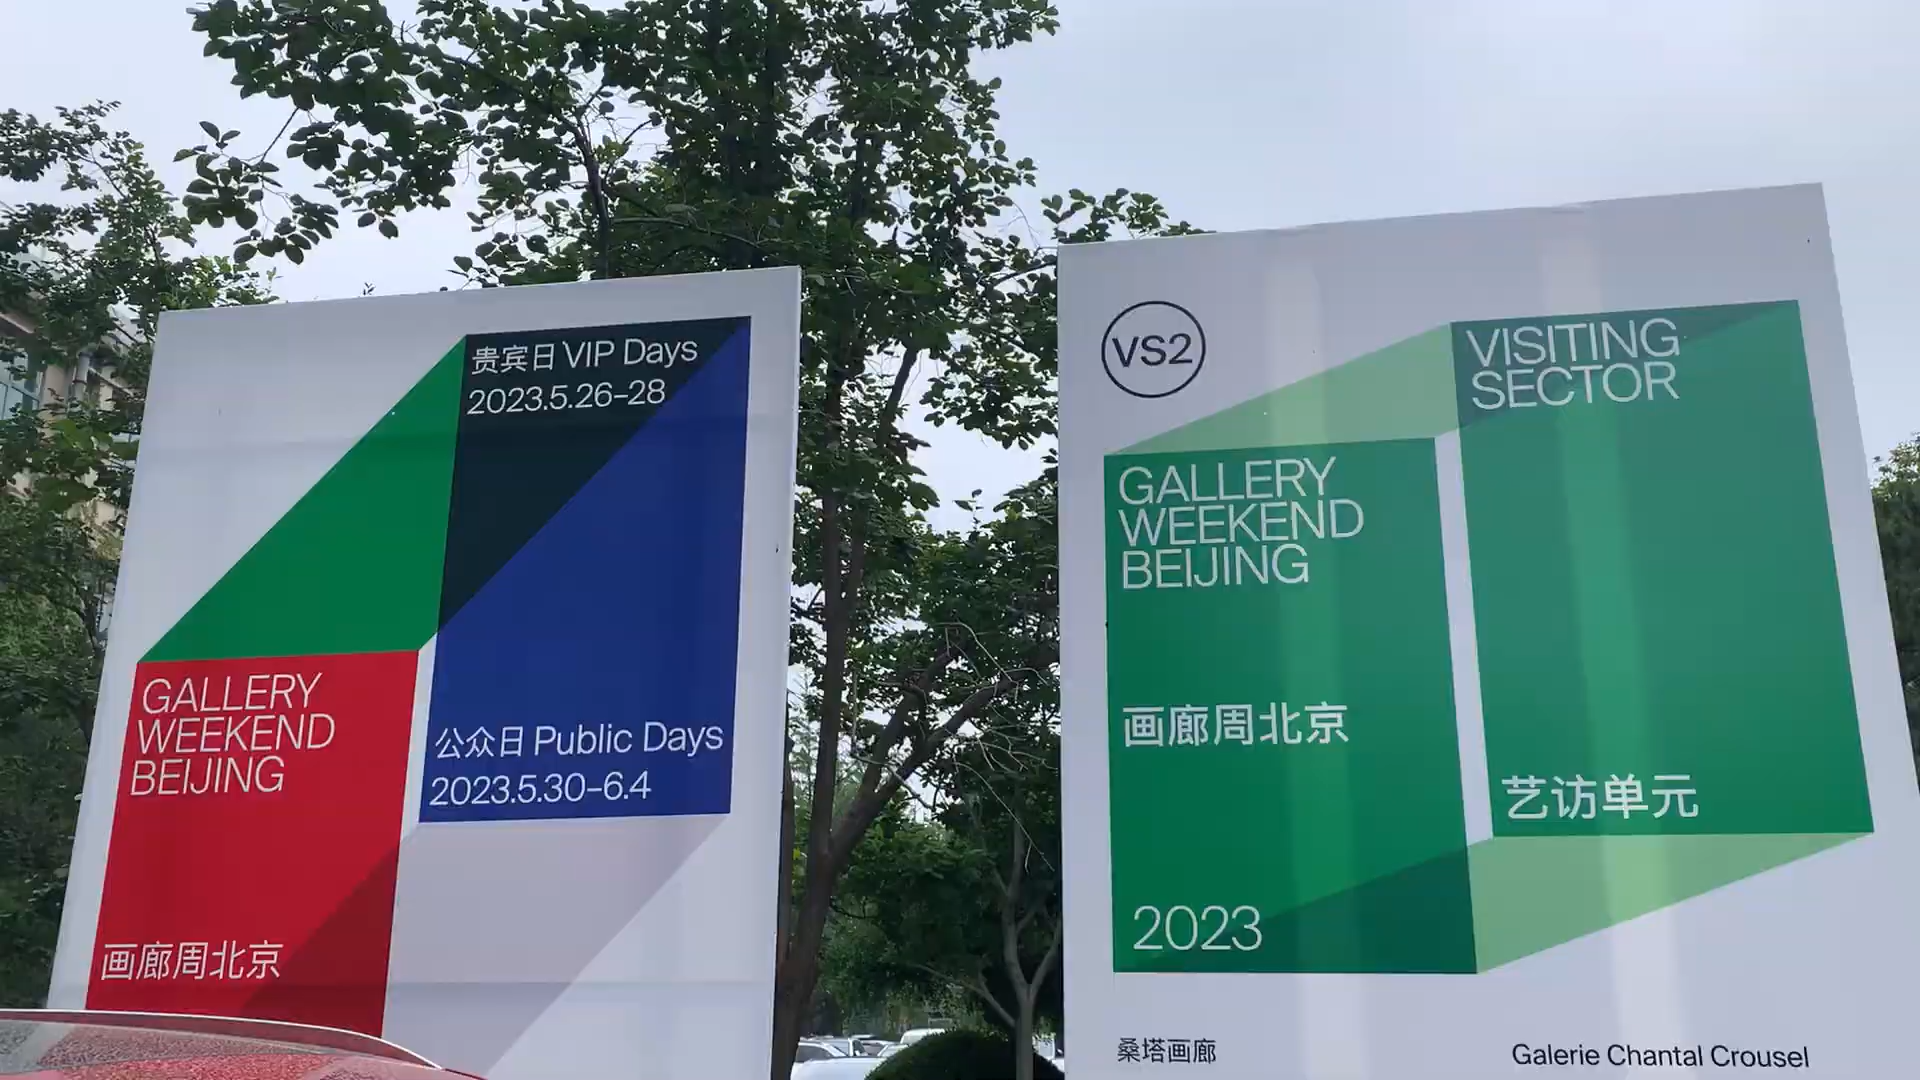 贵宾日 VIP Days
2023.5.26–28
GALLERY
WEEKEND
BEIJING
公众日 Public Days
2023.5.30–6.4
画廊周北京
VS2
VISITING
SECTOR
GALLERY
WEEKEND
BEIJING
画廊周北京
艺访单元
2023
桑塔画廊
Galerie Chantal Crousel